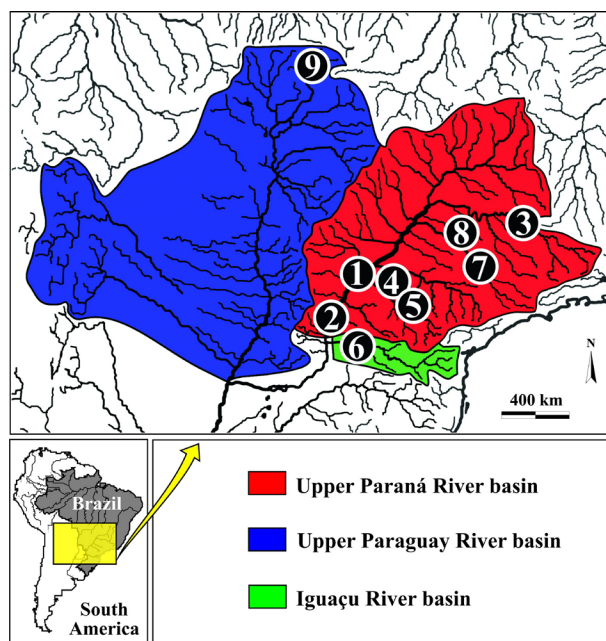 9
3
8
7
1
4
5
2
6
N
400 km
Brazil
South
America
Upper Paraná River basin
Upper Paraguay River basin
Iguaçu River basin